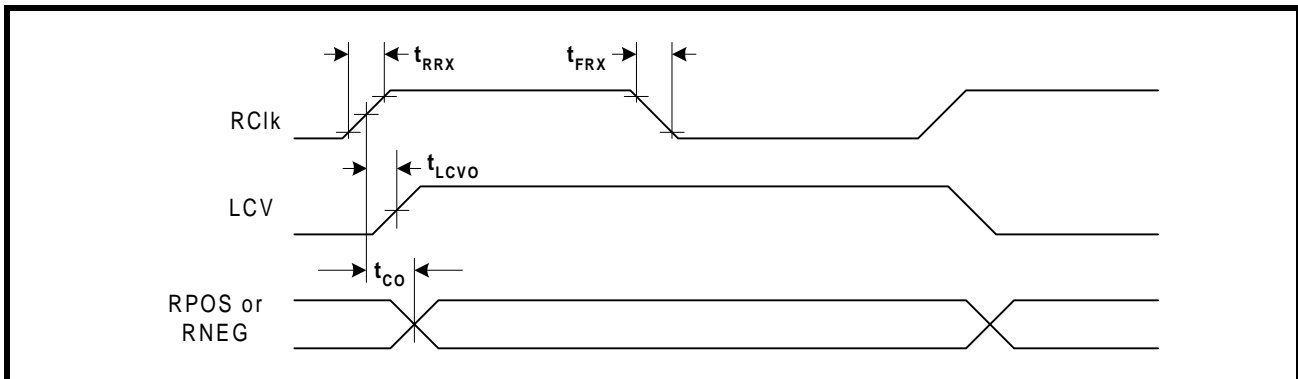 tRRX
tFRX
RClk
tLCVO
LCV
tCO
RPOS or
RNEG